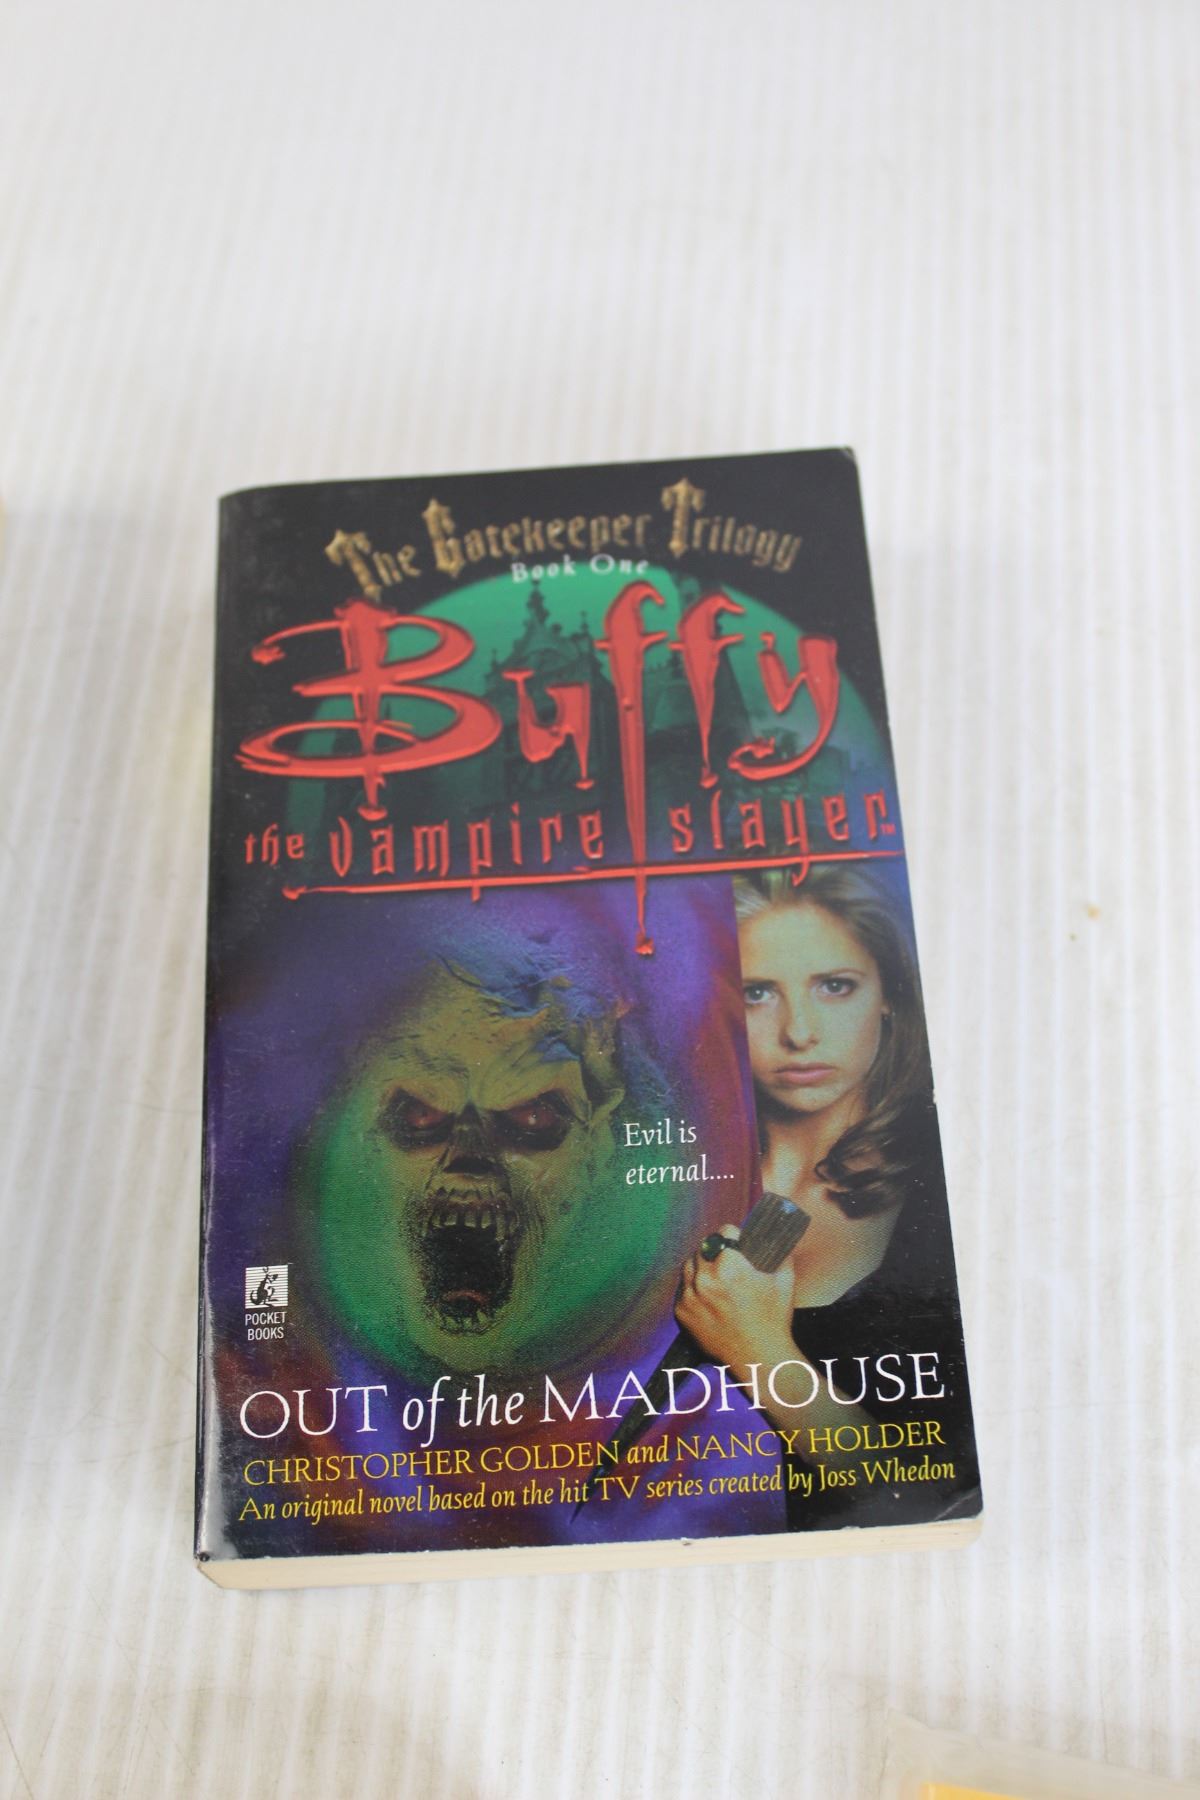 The Gatekeeper Trilogy
Book One
Buffy
the vampire slayer™
Evil is
eternal....
POCKET
BOOKS
OUT of the MADHOUSE
CHRISTOPHER GOLDEN and NANCY HOLDER
An original novel based on the hit TV series created by Joss Whedon